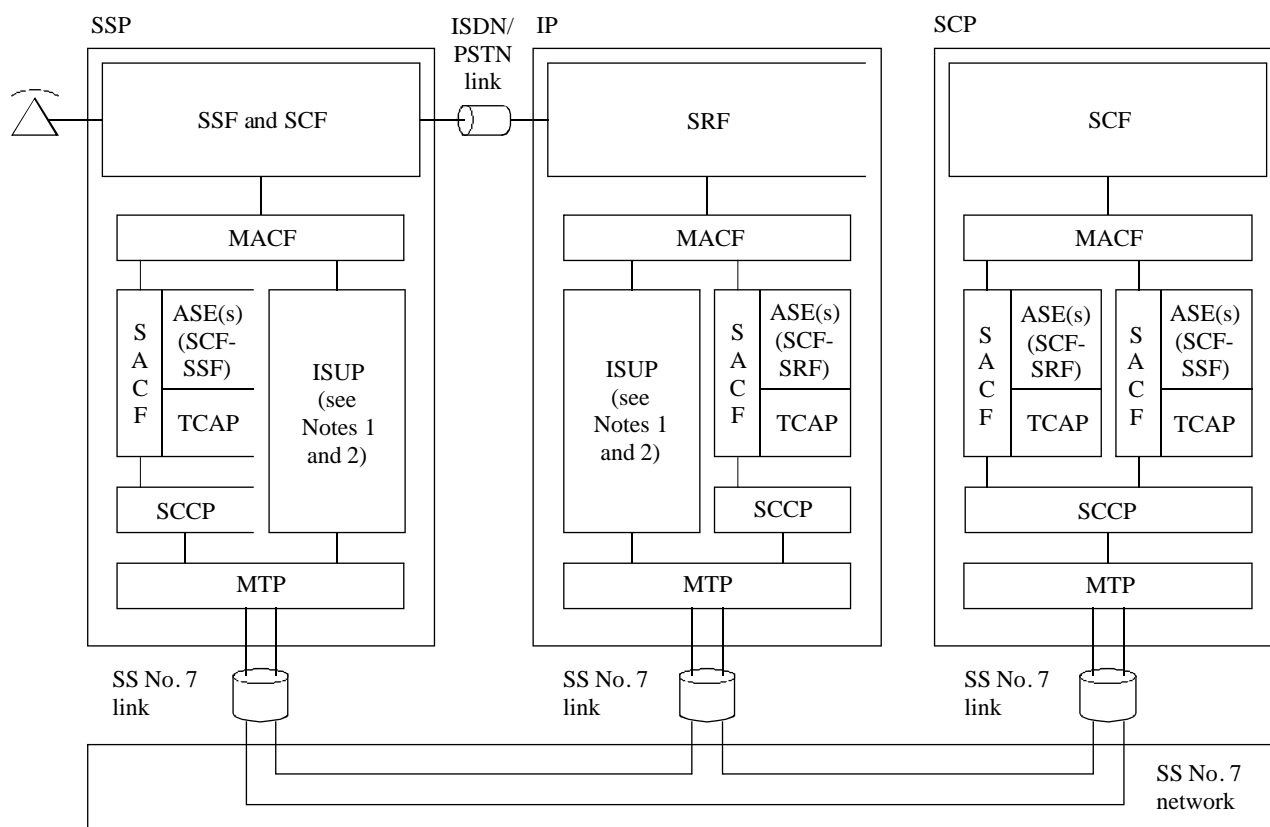 SSP
ISDN/
PSTN
link
IP
SCP
SSF and SCF
SRF
SCF
MACF
MACF
MACF
S
A
C
F
ASE(s)
(SCF-
SSF)
TCAP
ISUP
(see
Notes 1
and 2)
SCCP
MTP
ISUP
(see
Notes 1
and 2)
S
A
C
F
ASE(s)
(SCF-
SRF)
TCAP
SCCP
MTP
S
A
C
F
ASE(s)
(SCF-
SRF)
TCAP
S
A
C
F
ASE(s)
(SCF-
SSF)
TCAP
SCCP
MTP
SS No. 7
link
SS No. 7
link
SS No. 7
link
SS No. 7
network